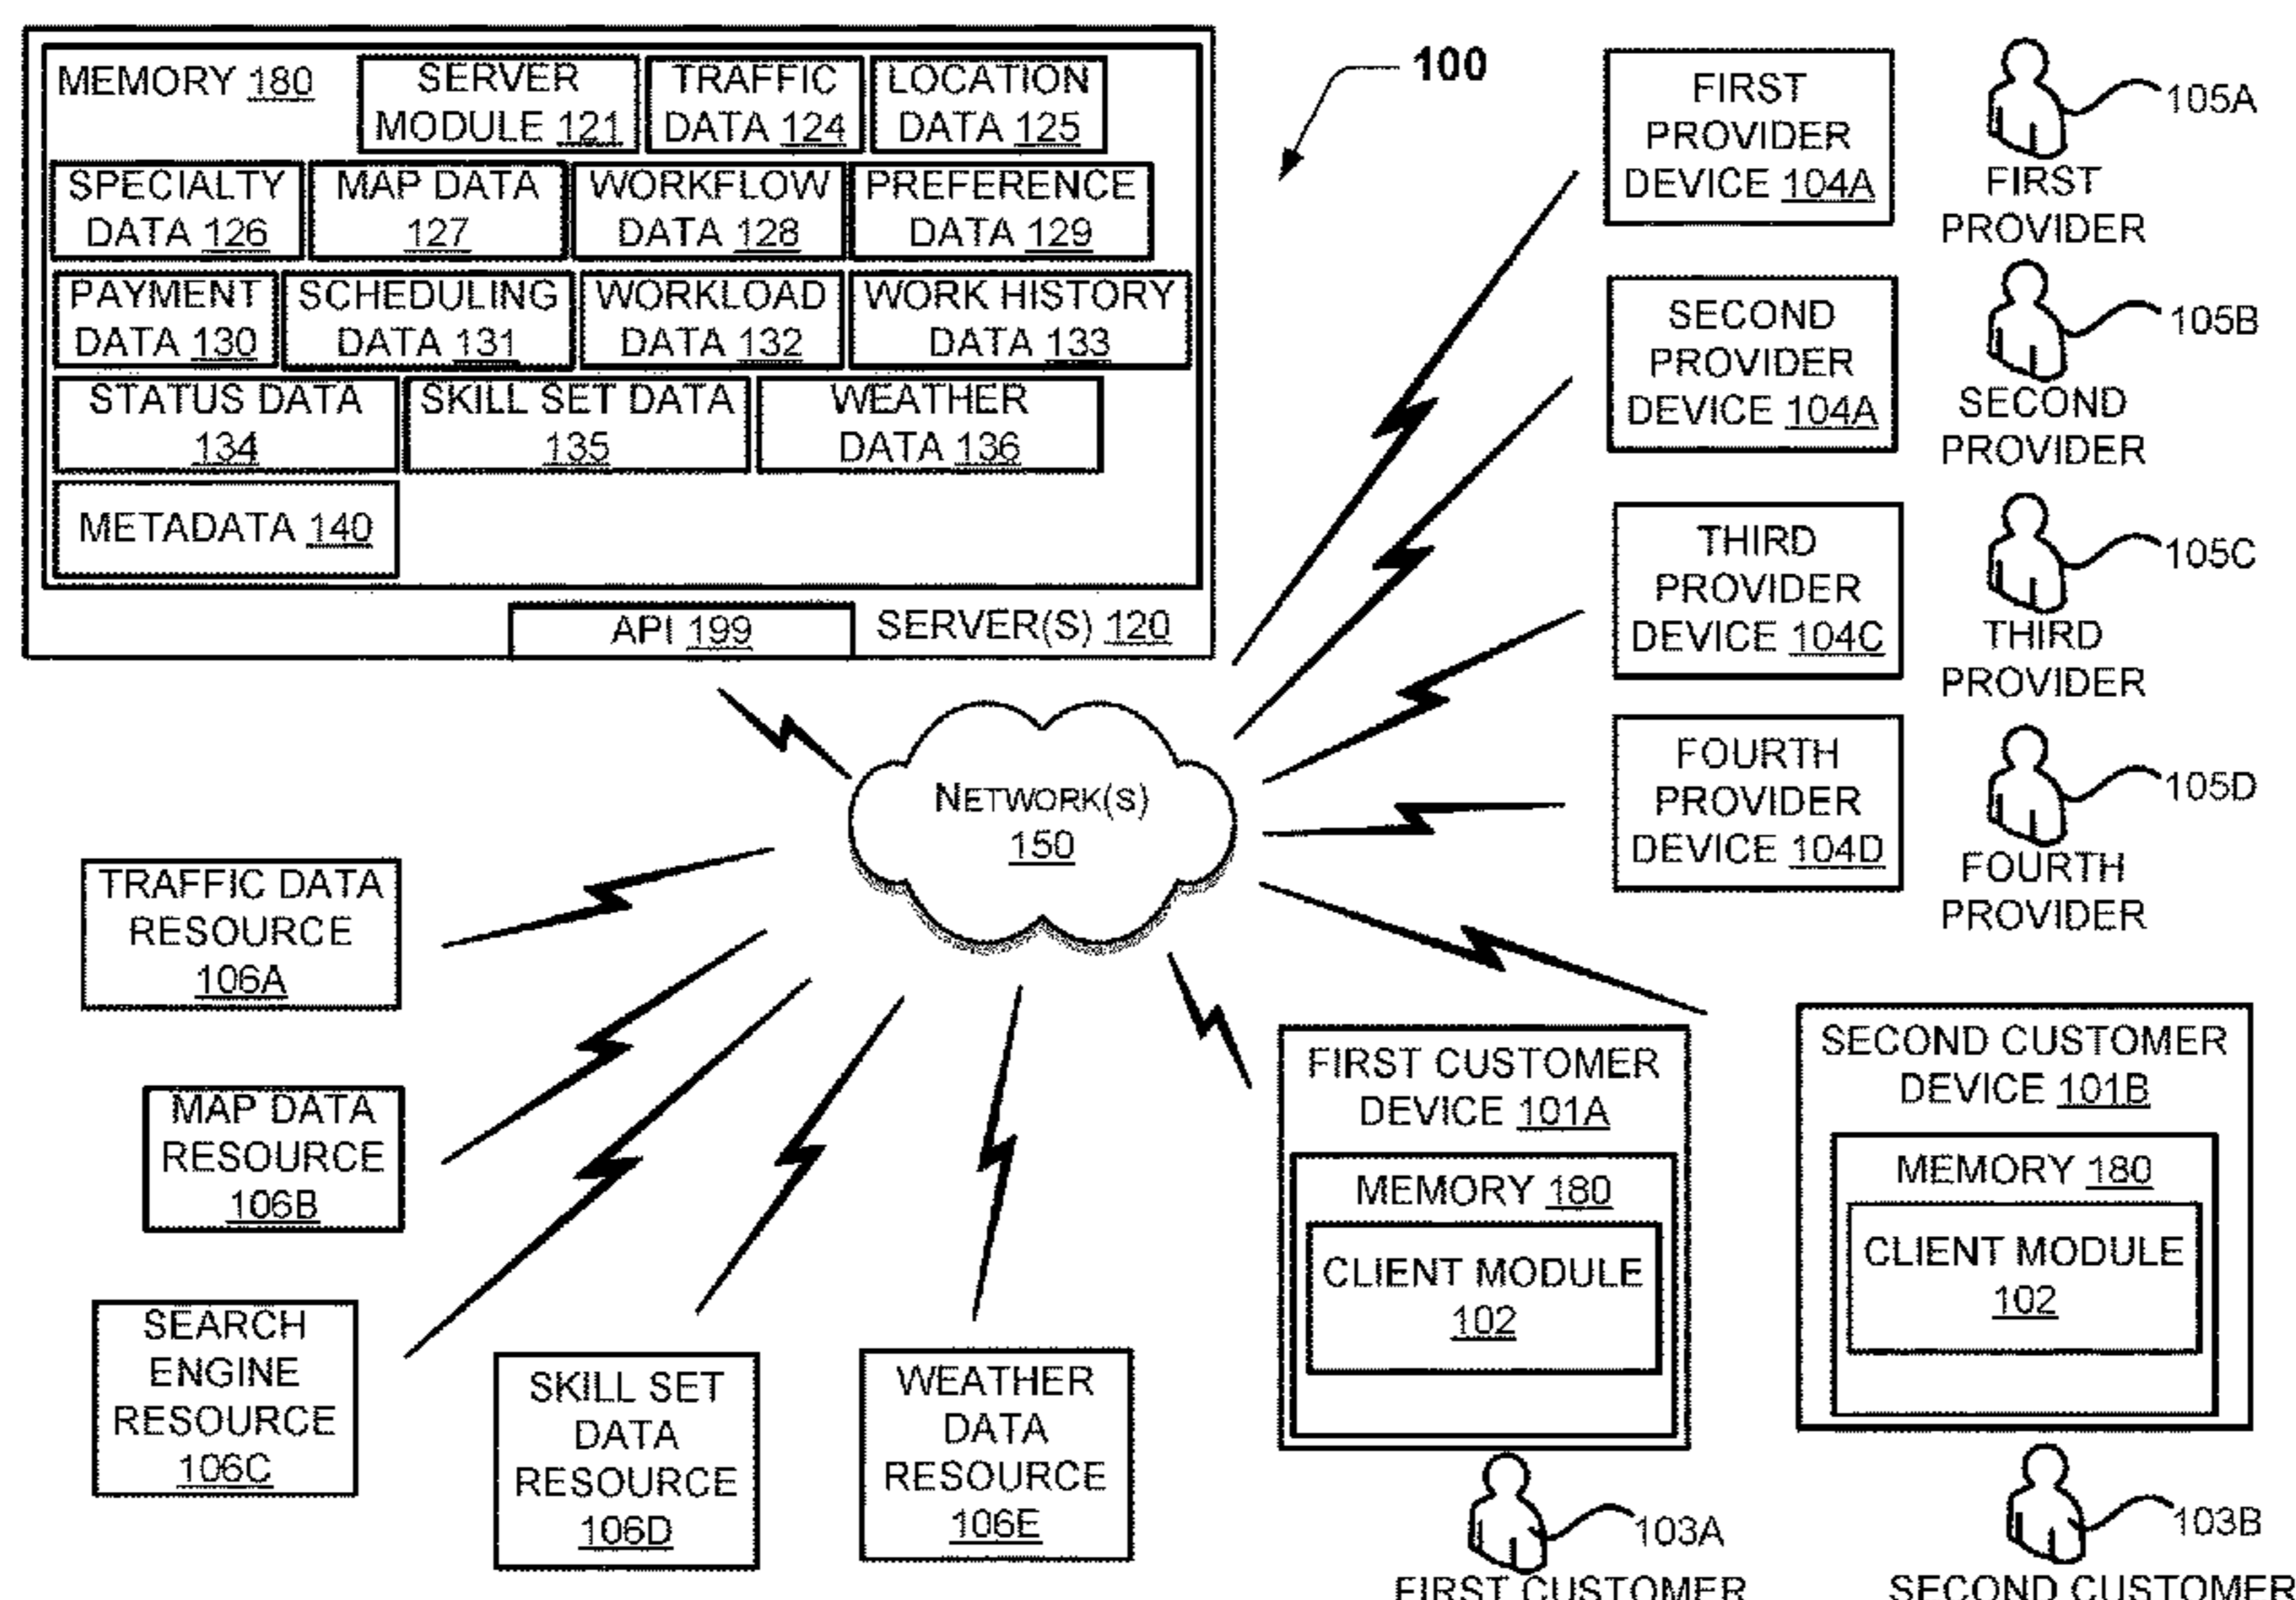 MEMORY 180
SERVER
MODULE 121
TRAFFIC
DATA 124
LOCATION
DATA 125
SPECIALTY
DATA 126
MAP DATA
127
WORKFLOW
DATA 128
PREFERENCE
DATA 129
PAYMENT
DATA 130
SCHEDULING
DATA 131
WORKLOAD
DATA 132
WORK HISTORY
DATA 133
STATUS DATA
134
SKILL SET DATA
135
WEATHER
DATA 136
METADATA 140
API 199
SERVER(S) 120
100
FIRST
PROVIDER
DEVICE 104A
105A
FIRST
PROVIDER
SECOND
PROVIDER
DEVICE 104A
105B
SECOND
PROVIDER
THIRD
PROVIDER
DEVICE 104C
105C
THIRD
PROVIDER
FOURTH
PROVIDER
DEVICE 104D
105D
FOURTH
PROVIDER
NETWORK(S)
150
TRAFFIC DATA
RESOURCE
106A
MAP DATA
RESOURCE
106B
SEARCH
ENGINE
RESOURCE
106C
SKILL SET
DATA
RESOURCE
106D
WEATHER
DATA
RESOURCE
106E
FIRST CUSTOMER
DEVICE 101A
MEMORY 180
CLIENT MODULE
102
103A
FIRST CUSTOMER
SECOND CUSTOMER
DEVICE 101B
MEMORY 180
CLIENT MODULE
102
103B
SECOND CUSTOMER